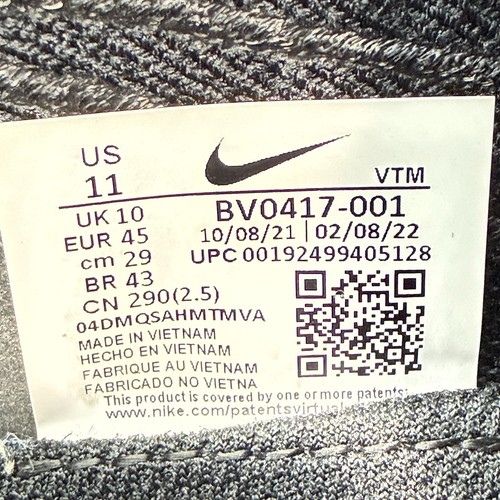 US
11
VTM
UK 10
EUR 45
cm 29
BR 43
CN 290(2.5)
BV0417-001
10/08/21 | 02/08/22
UPC 00192499405128
04DMQSAHMTMVA
MADE IN VIETNAM
HECHO EN VIETNAM
FABRIQUE AU VIETNAM
FABRICADO NO VIETNA
This product is covered by one or more patents:
www.nike.com/patentsvirtual